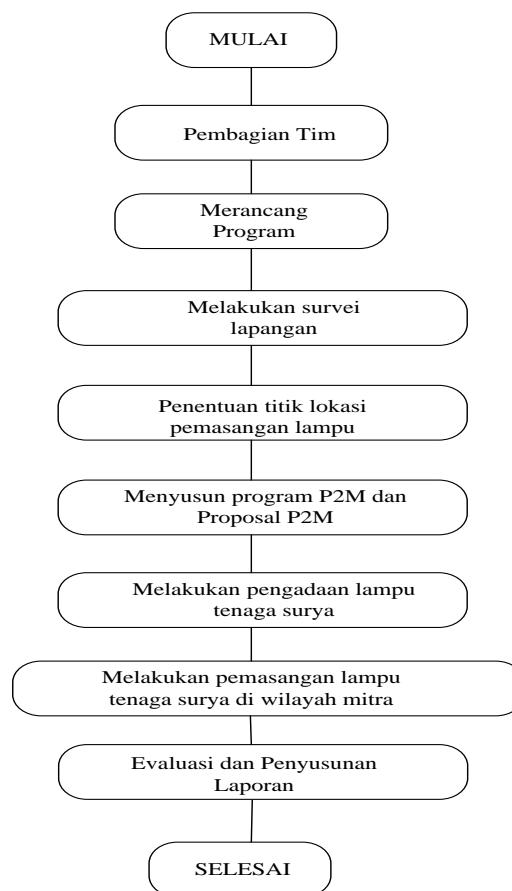 MULAI
Pembagian Tim
Merancang
Program
Melakukan survei
lapangan
Penentuan titik lokasi
pemasangan lampu
Menyusun program P2M dan
Proposal P2M
Melakukan pengadaan lampu
tenaga surya
Melakukan pemasangan lampu
tenaga surya di wilayah mitra
Evaluasi dan Penyusunan
Laporan
SELESAI